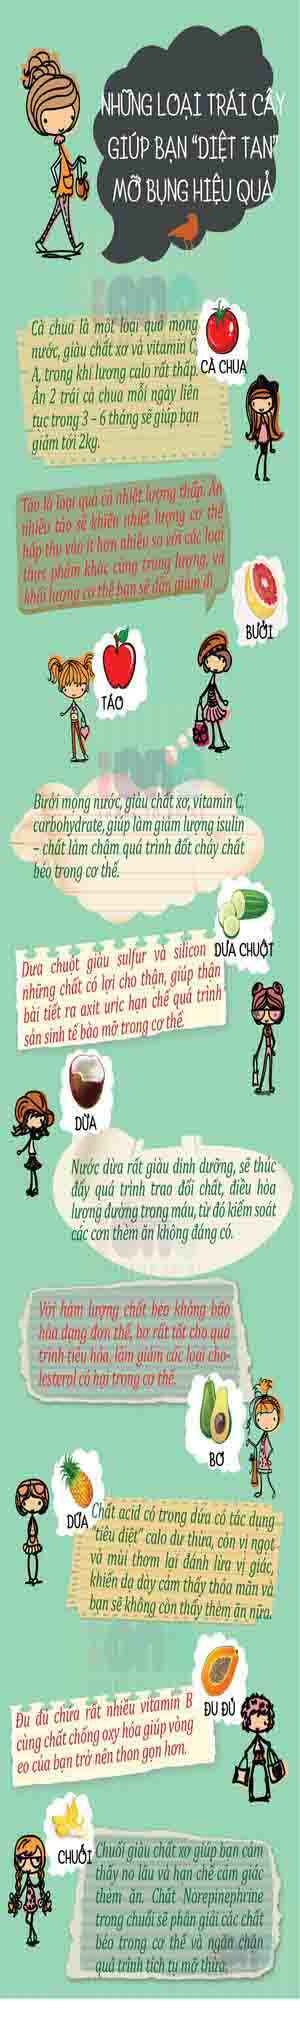 NHỮNG LOẠI TRÁI CÂY
GIÚP BẠN “DIỆT TAN”
MỠ BỤNG HIỆU QUẢ
Cà chua là một loại quả mọng
nước, giàu chất xơ và vitamin C,
A, trong khi lượng calo rất thấp.
Ăn 2 trái cà chua mỗi ngày liên
tục trong 3 – 6 tháng sẽ giúp bạn
giảm tới 2kg.
CÀ CHUA
Táo là loại quả có nhiệt lượng thấp. Ăn
nhiều táo sẽ khiến nhiệt lượng cơ thể
hấp thu vào ít hơn nhiều so với các loại
thực phẩm khác cùng trọng lượng, và
khối lượng cơ thể bạn sẽ dần giảm đi.
BƯỞI
TÁO
Bưởi mọng nước, giàu chất xơ, vitamin C,
carbohydrate, giúp làm giảm lượng isulin
– chất làm chậm quá trình đốt cháy chất
béo trong cơ thể.
DƯA CHUỘT
Dưa chuột giàu sulfur và silicon
những chất có lợi cho thận, giúp thận
bài tiết ra axit uric hạn chế quá trình
sản sinh tế bào mỡ trong cơ thể.
DỪA
Nước dừa rất giàu dinh dưỡng, sẽ thúc
đẩy quá trình trao đổi chất, điều hòa
lượng đường trong máu, từ đó kiểm soát
các cơn thèm ăn không đáng có.
Với hàm lượng chất béo không bão
hòa dạng đơn thể, bơ rất tốt cho quá
trình tiêu hóa, làm giảm các loại cho-
lesterol có hại trong cơ thể.
BƠ
DỨA
Chất acid có trong dứa có tác dụng
“tiêu diệt” calo dư thừa, còn vị ngọt
và mùi thơm lại đánh lừa vị giác,
khiến dạ dày cảm thấy thỏa mãn và
bạn sẽ không còn thấy thèm ăn nữa.
ĐU ĐỦ
Đu đủ chứa rất nhiều vitamin B
cùng chất chống oxy hóa giúp vòng
eo của bạn trở nên thon gọn hơn.
CHUỐI
Chuối giàu chất xơ giúp bạn cảm
thấy no lâu và hạn chế cảm giác
thèm ăn. Chất Norepinephrine
trong chuối sẽ phân giải các chất
béo trong cơ thể và ngăn chặn
quá trình tích tụ mỡ thừa.